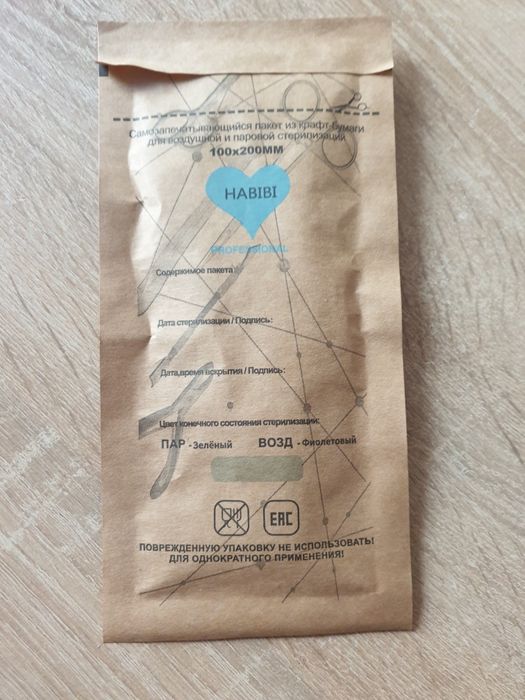 Самозапечатывающийся пакет из крафт-бумаги
для воздушной и паровой стерилизации
100х200ММ
HABIBI
PROFESSIONAL
Содержимое пакета:
Дата стерилизации / Подпись:
Дата,время вскрытия / Подпись:
Цвет конечного состояния стерилизации:
ПАР - Зелёный ВОЗД - Фиолетовый
EAC
ПОВРЕЖДЕННУЮ УПАКОВКУ НЕ ИСПОЛЬЗОВАТЬ!
ДЛЯ ОДНОКРАТНОГО ПРИМЕНЕНИЯ!